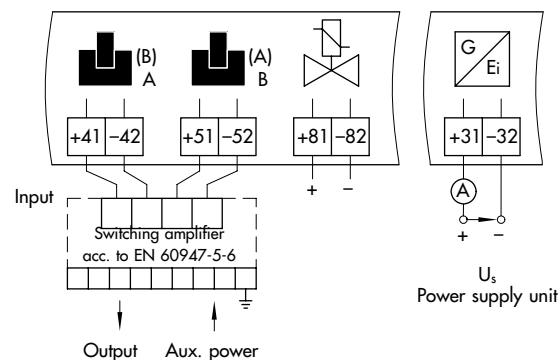 (B)
A
(A)
B
G
Ei
+41 −42
+51 −52
+81 −82
+31 −32
+ −
A
+ −
Input
Switching amplifier
acc. to EN 60947-5-6
Us
Power supply unit
Output
Aux. power